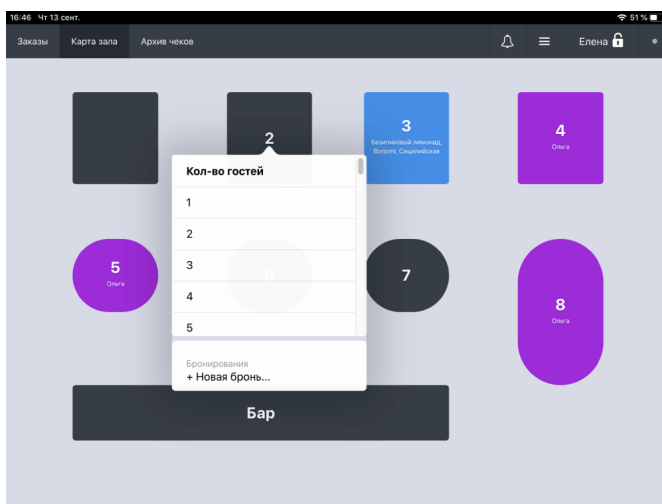 16:46 Чт 13 сент.
51 %
Заказы
Карта зала
Архив чеков
Елена
2
3
Базиликовый лимонад,
Borjomi, Сицилийская
4
Ольга
Кол-во гостей
1
2
3
4
5
5
Ольга
6
7
8
Ольга
Бронирования
+ Новая бронь...
Бар